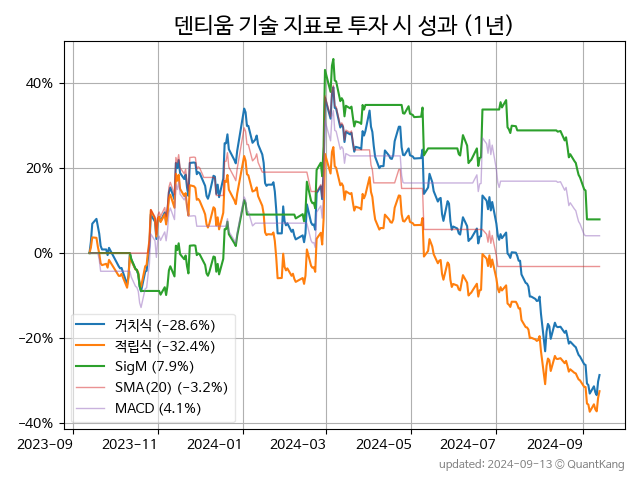 덴티움 기술 지표로 투자 시 성과 (1년)
40%
20%
0%
−20%
−40%
거치식 (−28.6%)
적립식 (−32.4%)
SigM (7.9%)
SMA(20) (−3.2%)
MACD (4.1%)
2023-09 2023-11 2024-01 2024-03 2024-05 2024-07 2024-09
updated: 2024-09-13 © QuantKang